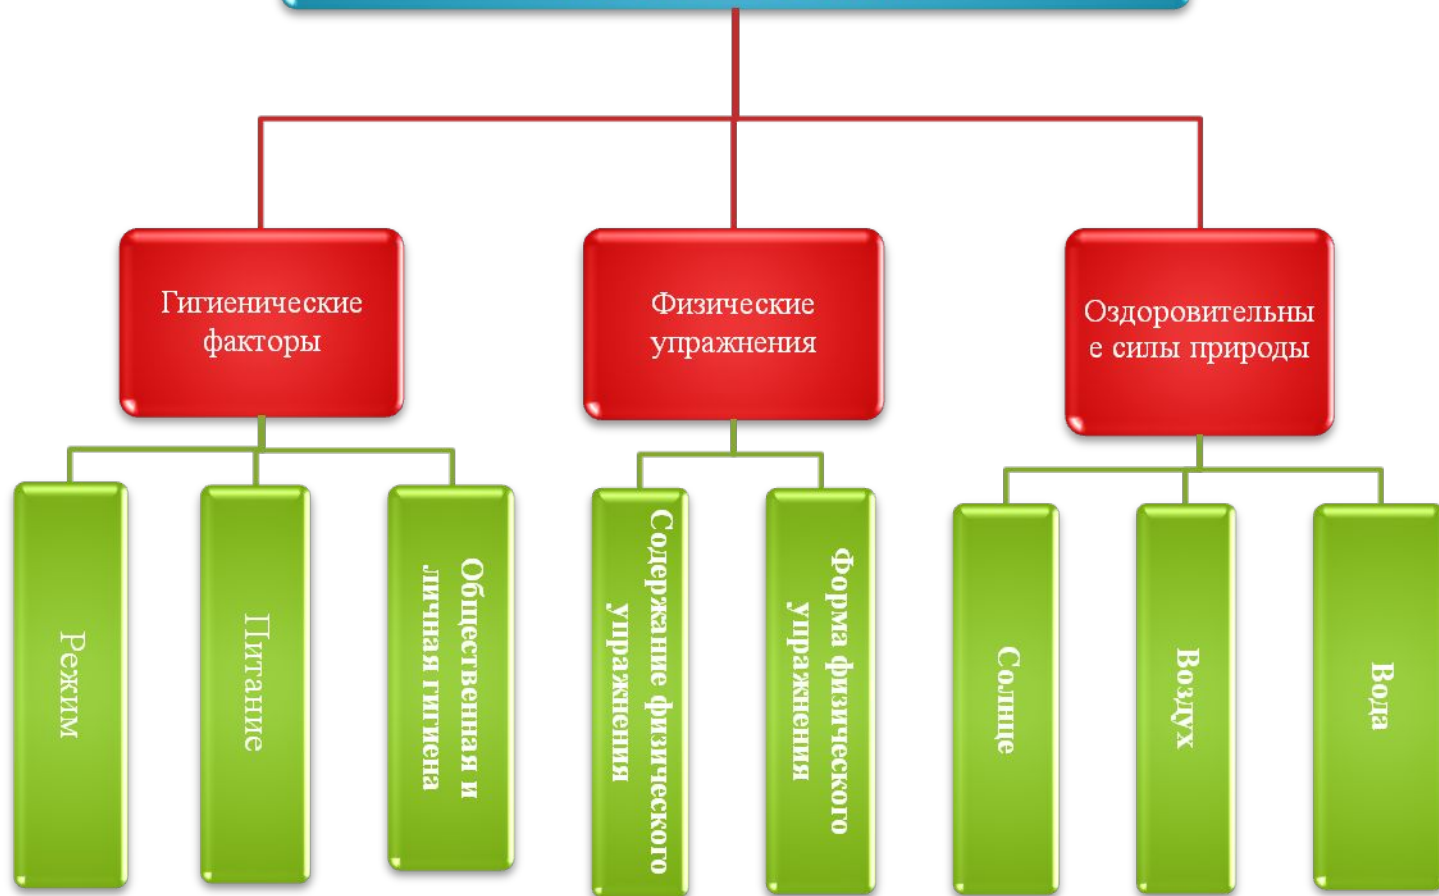 Гигиенические
факторы
Физические
упражнения
Оздоровительны
е силы природы
Режим
Питание
Общественная и
личная гигиена
Содержание физического
упражнения
Форма физического
упражнения
Солнце
Воздух
Вода